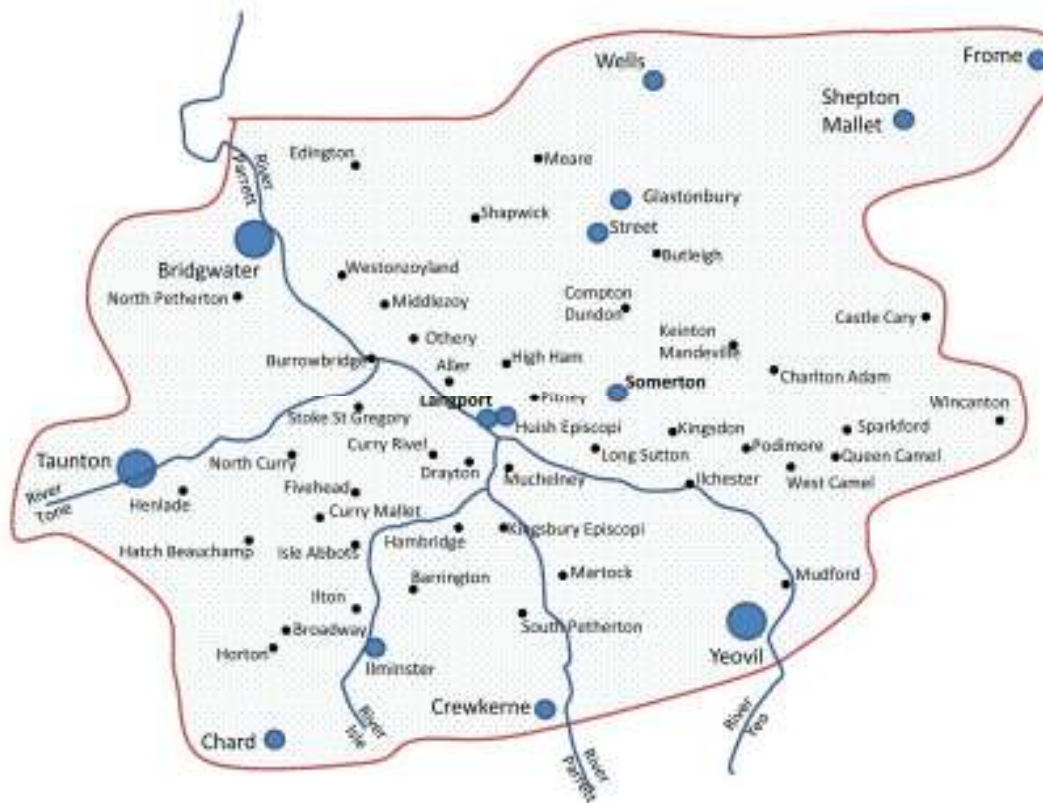 Wells
Frome
Shepton
Mallet
Edington
Meare
River
Parrett
Glastonbury
Shapwick
Street
Butleigh
Bridgwater
Westonzoyland
North Petherton
Middlezoy
Compton
Dundon
Castle Cary
Othery
Keinton
Mandeville
Burrowbridge
Aller
High Ham
Charlton Adam
Somerton
Langport
Pitney
Wincanton
Stoke St Gregory
Huish Episcopi
Kingsdon
Sparkford
Curry Rivel
Long Sutton
Podimore
Taunton
North Curry
Drayton
Queen Camel
Muchelney
Ilchester
West Camel
River
Tone
Henlade
Fivehead
Curry Mallet
Hambridge
Kingsbury Episcopi
Hatch Beauchamp
Isle Abbots
Barrington
Martock
Mudford
Ilton
Broadway
South Petherton
Horton
Ilminster
Yeovil
Crewkerne
River
Isle
River
Yeo
Chard
River
Parrett